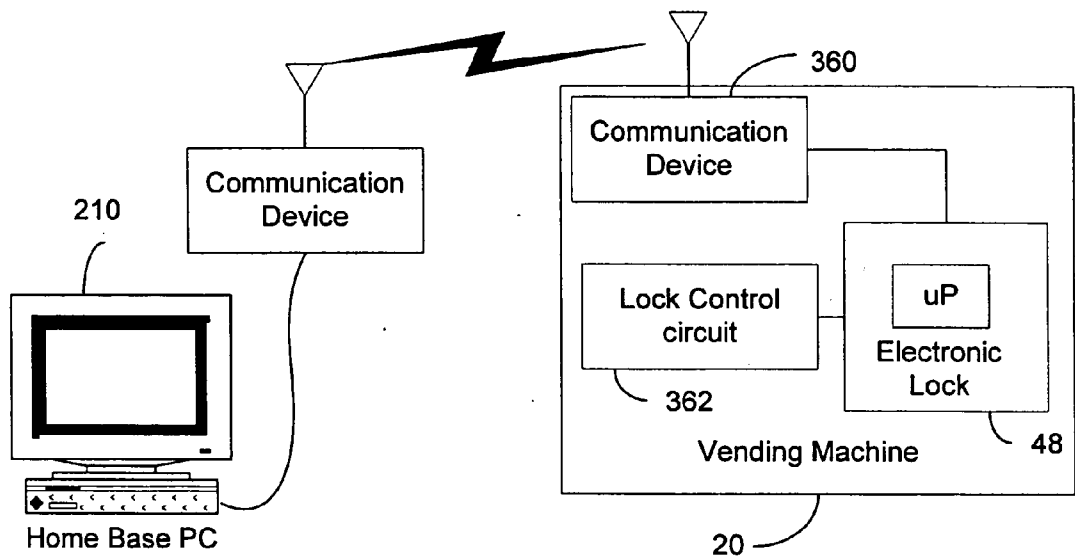 360
Communication
Device
Communication
Device
210
Lock Control
circuit
uP
Electronic
Lock
362
48
Vending Machine
Home Base PC
20